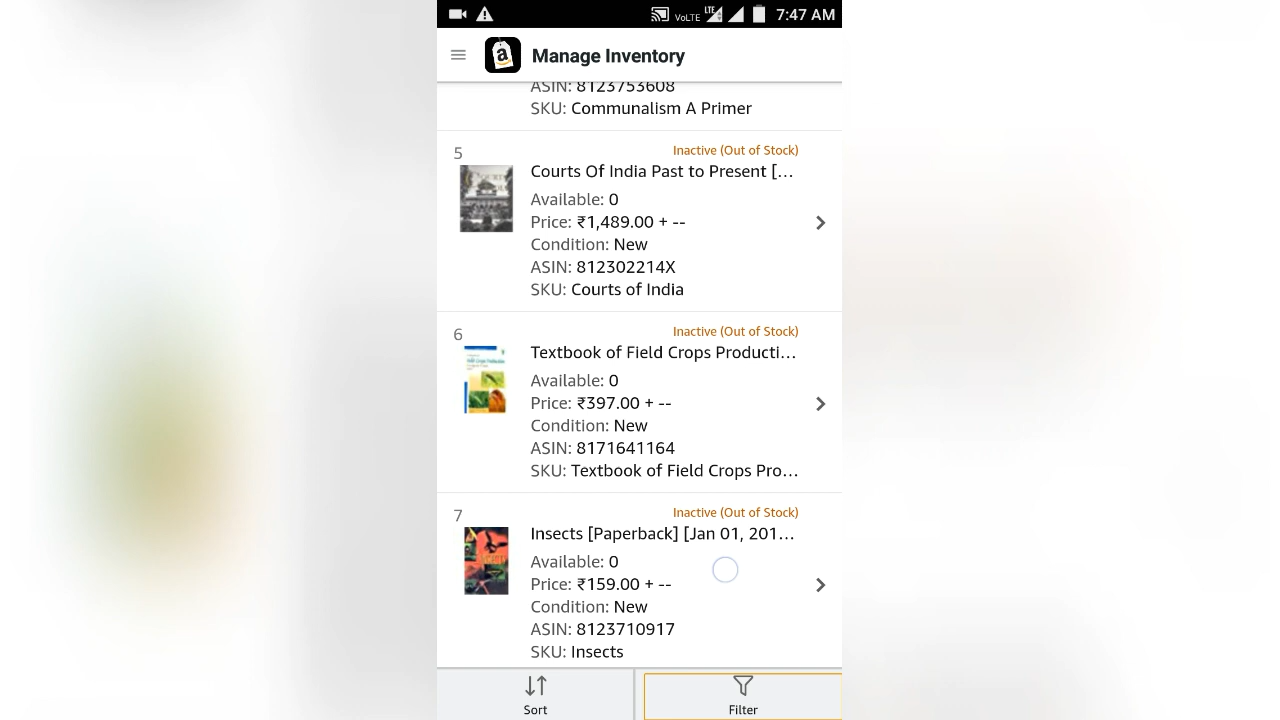 VoLTE LTE 7:47 AM
a Manage Inventory
ASIN: 8123753608
SKU: Communalism A Primer
5
Inactive (Out of Stock)
Courts Of India Past to Present [...
Available: 0
Price: ₹1,489.00 + --
Condition: New
ASIN: 812302214X
SKU: Courts of India
6
Inactive (Out of Stock)
Textbook of Field Crops Producti...
Available: 0
Price: ₹397.00 + --
Condition: New
ASIN: 8171641164
SKU: Textbook of Field Crops Pro...
7
Inactive (Out of Stock)
Insects [Paperback] [Jan 01, 201...
Available: 0
Price: ₹159.00 + --
Condition: New
ASIN: 8123710917
SKU: Insects
Sort
Filter